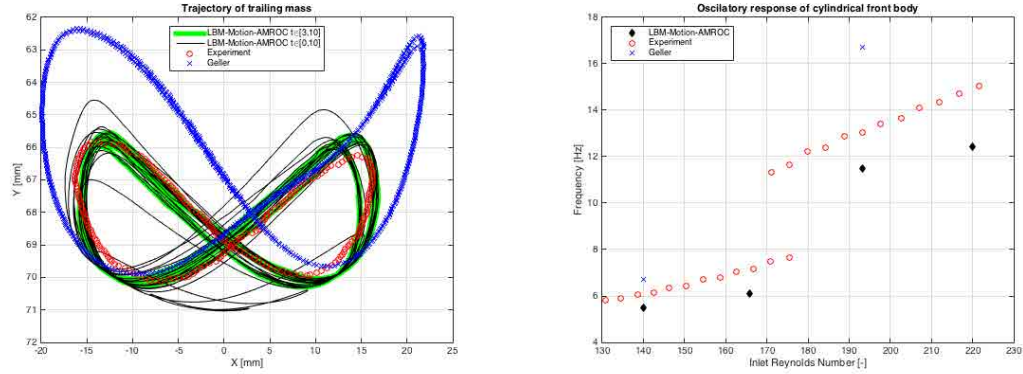 Trajectory of trailing mass
62
63
64
65
66
67
68
69
70
71
72
Y [mm]
-20 -15 -10 -5 0 5 10 15 20 25
X [mm]
LBM-Motion-AMROC t∈[3,10]
LBM-Motion-AMROC t∈[0,10]
Experiment
Geller
Oscilatory response of cylindrical front body
18
16
14
12
10
8
6
4
Frequency [Hz]
130 140 150 160 170 180 190 200 210 220 230
Inlet Reynolds Number [-]
LBM-Motion-AMROC
Experiment
Geller